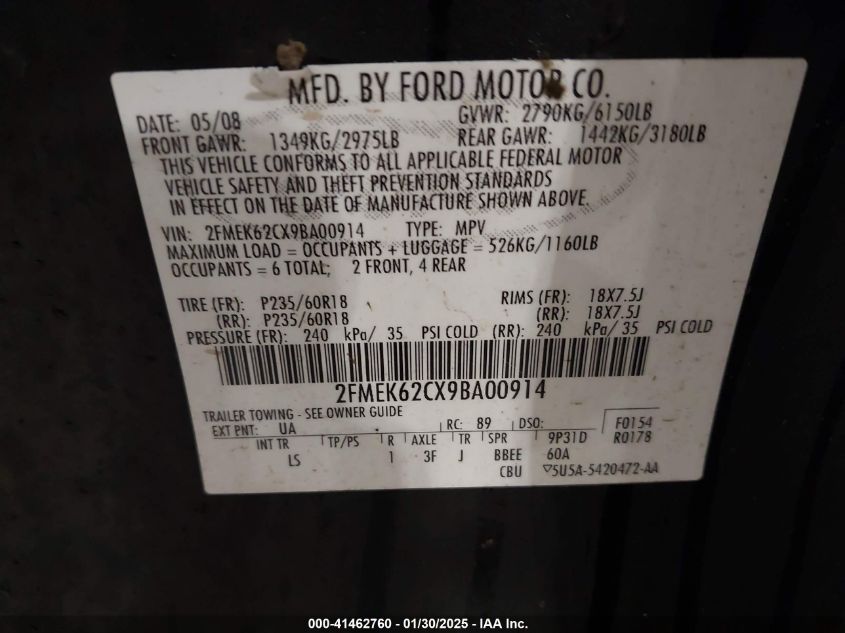 MFD. BY FORD MOTOR CO.
DATE: 05/08 GVWR: 2790KG/6150LB
FRONT GAWR: 1349KG/2975LB REAR GAWR: 1442KG/3180LB
THIS VEHICLE CONFORMS TO ALL APPLICABLE FEDERAL MOTOR
VEHICLE SAFETY AND THEFT PREVENTION STANDARDS
IN EFFECT ON THE DATE OF MANUFACTURE SHOWN ABOVE.
VIN: 2FMEK62CX9BA00914 TYPE: MPV
MAXIMUM LOAD = OCCUPANTS + LUGGAGE = 526KG/1160LB
OCCUPANTS = 6 TOTAL; 2 FRONT, 4 REAR
TIRE (FR): P235/60R18 RIMS (FR): 18X7.5J
(RR): P235/60R18 (RR): 18X7.5J
PRESSURE (FR): 240 kPa/ 35 PSI COLD (RR): 240 kPa/ 35 PSI COLD
2FMEK62CX9BA00914
TRAILER TOWING - SEE OWNER GUIDE
EXT PNT: UA RC: 89 DSO: F0154
INT TR TP/PS R AXLE TR SPR 9P31D R0178
LS 1 3F J BBEE 60A
CBU ▽5U5A-5420472-AA
000-41462760 - 01/30/2025 - IAA Inc.